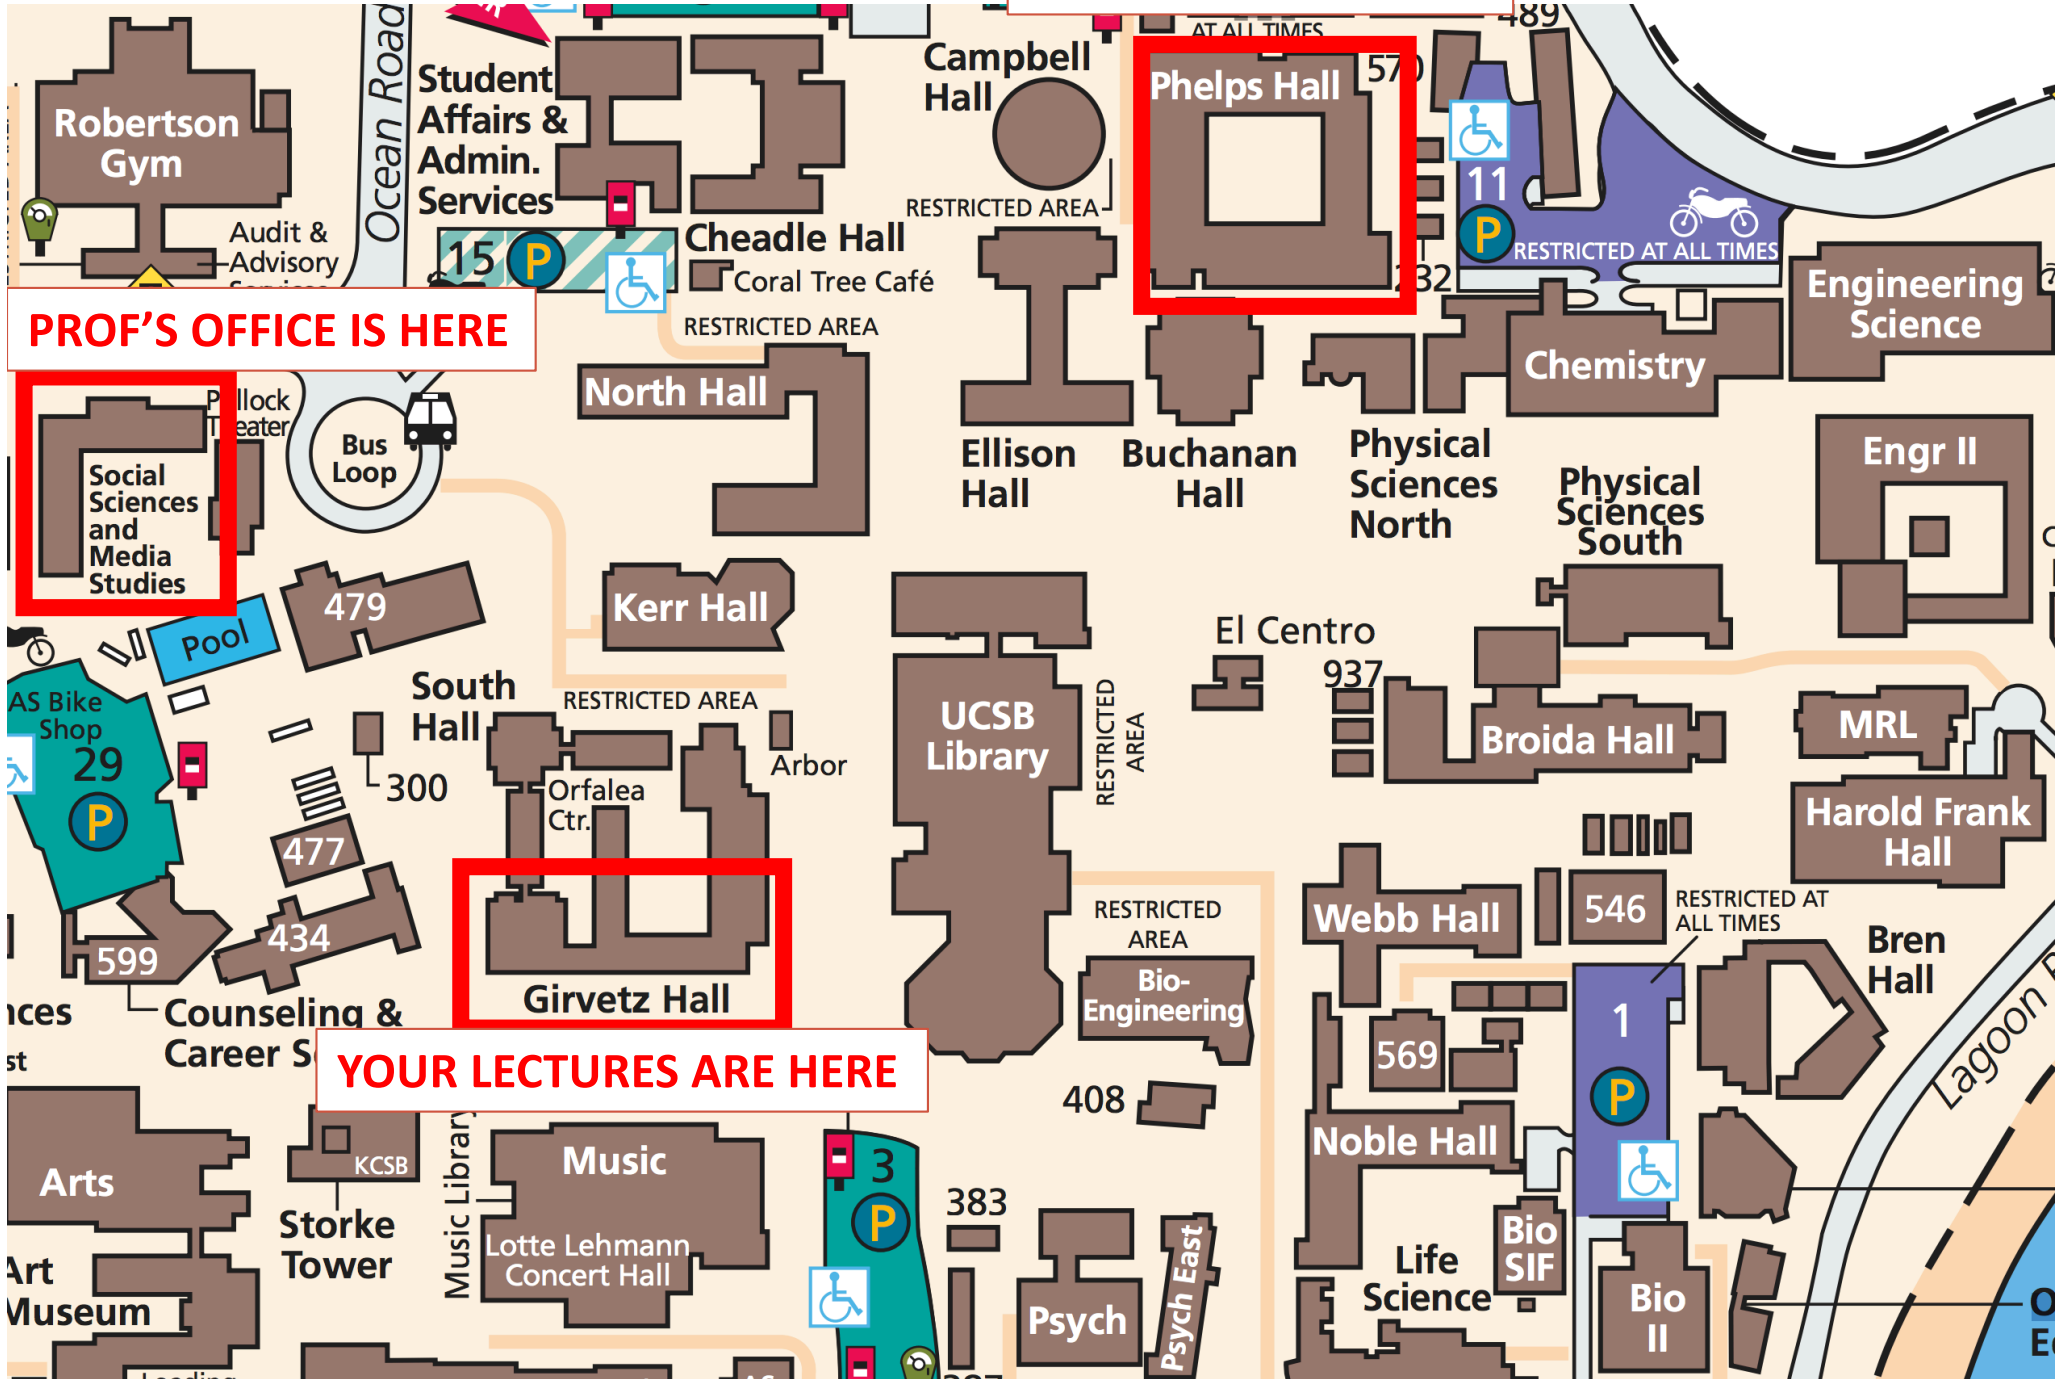 489
AT ALL TIMES
Ocean Road
Student
Affairs &
Admin.
Services
Campbell
Hall
Phelps Hall
570
Robertson
Gym
11
P
RESTRICTED AREA
RESTRICTED AT ALL TIMES
Audit &
Advisory
15
P
Cheadle Hall
Coral Tree Café
232
Engineering
Science
PROF'S OFFICE IS HERE
RESTRICTED AREA
Chemistry
North Hall
Pollock
Theater
Bus
Loop
Social
Sciences
and
Media
Studies
Ellison
Hall
Buchanan
Hall
Physical
Sciences
North
Engr II
Physical
Sciences
South
479
Pool
Kerr Hall
El Centro
937
South
Hall
RESTRICTED AREA
AS Bike
Shop
29
P
300
Arbor
Orfalea
Ctr.
UCSB
Library
RESTRICTED
AREA
Broida Hall
MRL
Harold Frank
Hall
477
434
599
RESTRICTED
AREA
Webb Hall
546
RESTRICTED AT
ALL TIMES
Bren
Hall
Girvetz Hall
Bio-
Engineering
Counseling &
Career S
nces
st
YOUR LECTURES ARE HERE
569
1
P
Lagoon R
408
Arts
KCSB
Storke
Tower
Music Library
Music
Lotte Lehmann
Concert Hall
3
P
383
Noble Hall
Psych
Psych East
Life
Science
Bio
SIF
Bio
II
Art
Museum